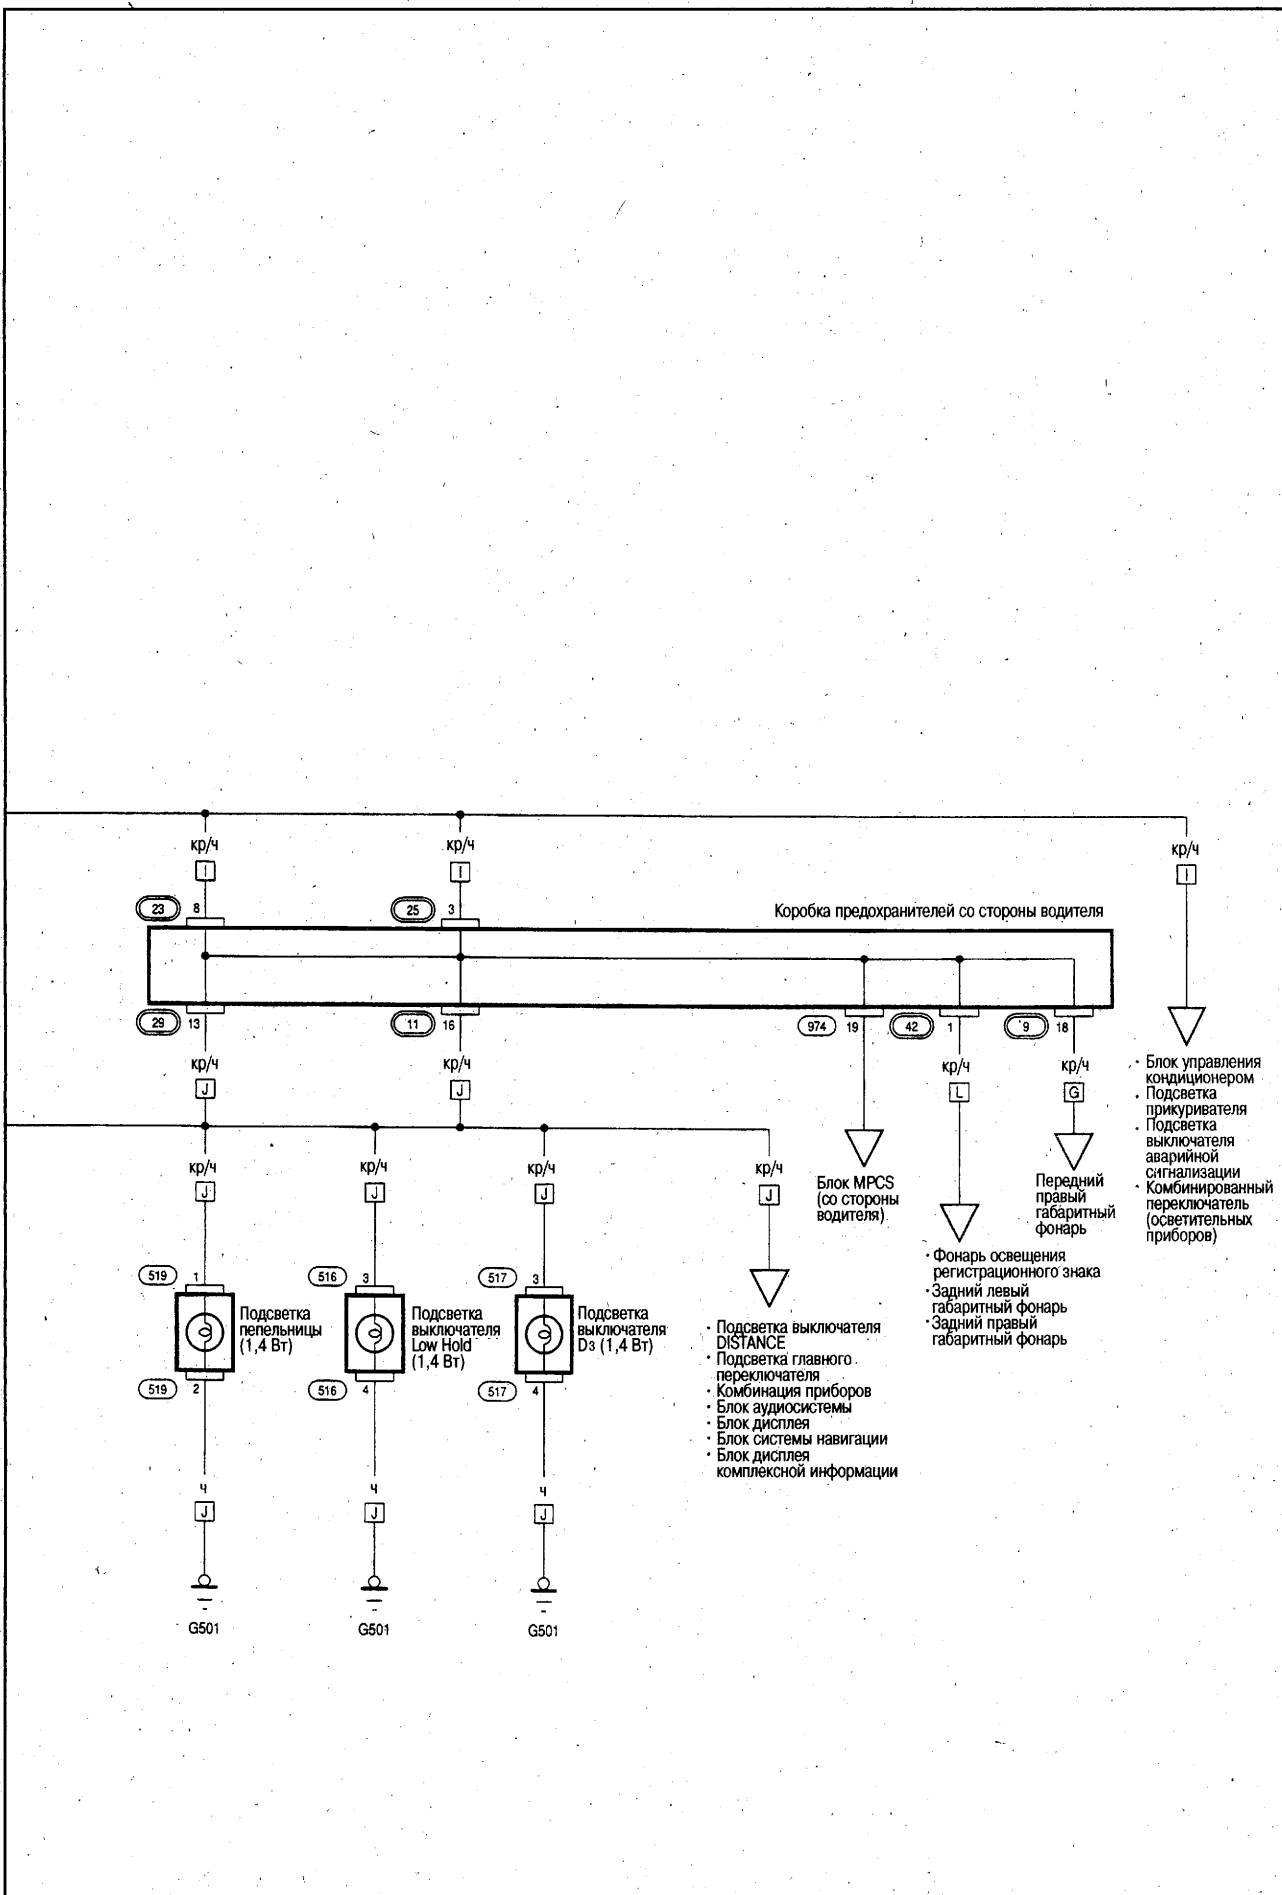 кр/ч
кр/ч
кр/ч
I
I
I
23
8
25
3
Коробка предохранителей со стороны водителя
29
13
11
16
974
19
42
1
9
18
кр/ч
кр/ч
кр/ч
кр/ч
J
J
L
G
· Блок управления
кондиционером
· Подсветка
прикуривателя
· Подсветка
выключателя
аварийной
сигнализации
· Комбинированный
переключатель
(осветительных
приборов)
кр/ч
кр/ч
кр/ч
кр/ч
J
J
J
J
Блок MPCS
(со стороны
водителя)
Передний
правый
габаритный
фонарь
· Фонарь освещения
регистрационного знака
· Задний левый
габаритный фонарь
· Задний правый
габаритный фонарь
519
1
516
3
517
3
Подсветка
пепельницы
(1,4 Вт)
Подсветка
выключателя
Low Hold
(1,4 Вт)
Подсветка
выключателя
D3 (1,4 Вт)
519
2
516
4
517
4
· Подсветка выключателя
DISTANCE
· Подсветка главного
переключателя
· Комбинация приборов
· Блок аудиосистемы
· Блок дисплея
· Блок системы навигации
· Блок дисплея
комплексной информации
ч
ч
ч
J
J
J
G501
G501
G501